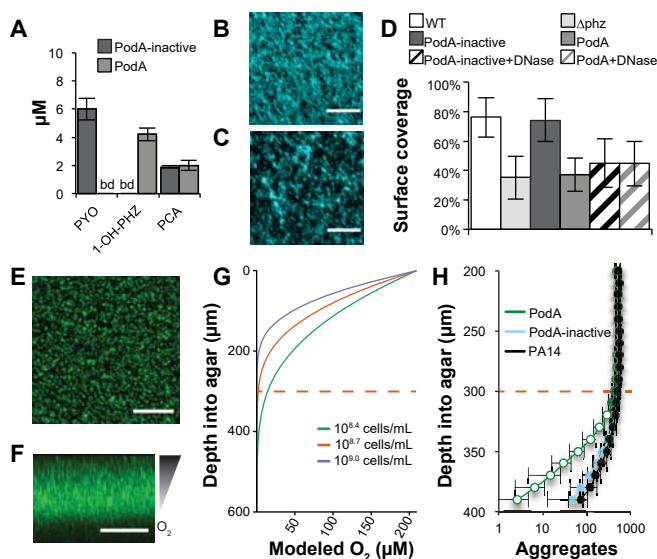 A
PodA-inactive
PodA
µM
10
8
6
4
2
0
bd
bd
PYO
1-OH-PHZ
PCA
B
C
D
WT
Δphz
PodA-inactive
PodA
PodA-inactive+DNase
PodA+DNase
Surface coverage
100%
80%
60%
40%
20%
0%
E
F
O₂
G
Depth into agar (µm)
0
200
400
600
10^8.4 cells/mL
10^8.7 cells/mL
10^9.0 cells/mL
50
100
150
200
Modeled O₂ (µM)
H
Depth into agar (µm)
200
250
300
350
400
PodA
PodA-inactive
PA14
1
10
100
1000
Aggregates